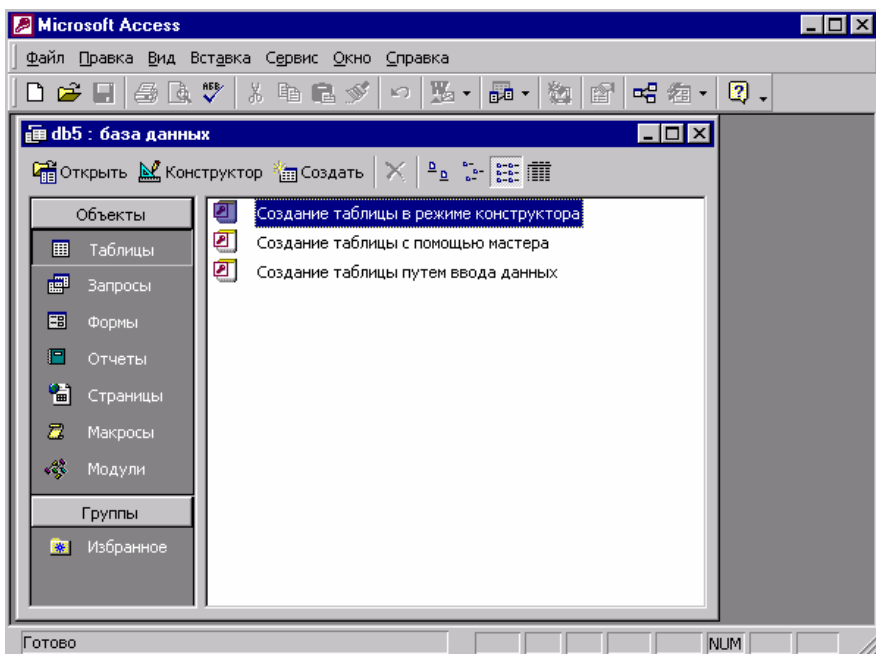 Microsoft Access
Файл Правка Вид Вставка Сервис Окно Справка
db5 : база данных
Открыть Конструктор Создать
Объекты
Таблицы
Запросы
Формы
Отчеты
Страницы
Макросы
Модули
Группы
Избранное
Создание таблицы в режиме конструктора
Создание таблицы с помощью мастера
Создание таблицы путем ввода данных
Готово NUM